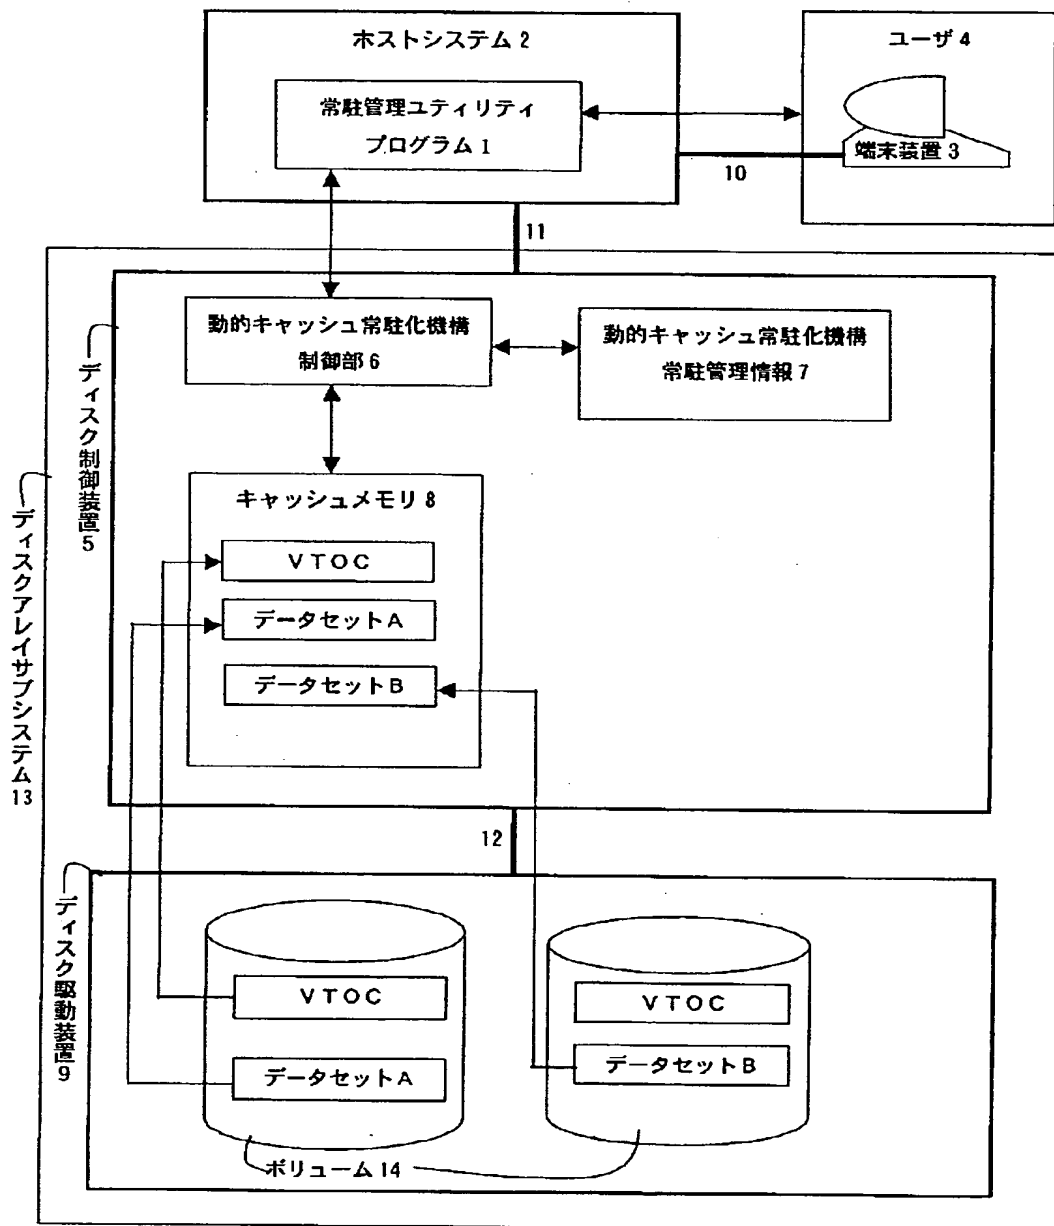 ホストシステム 2
常駐管理ユティリティ
プログラム 1
ユーザ 4
端末装置 3
10
11
ディスクアレイサブシステム 13
ディスク制御装置 5
動的キャッシュ常駐化機構
制御部 6
動的キャッシュ常駐化機構
常駐管理情報 7
キャッシュメモリ 8
VTOC
データセットA
データセットB
12
ディスク駆動装置 9
VTOC
データセットA
VTOC
データセットB
ボリューム 14